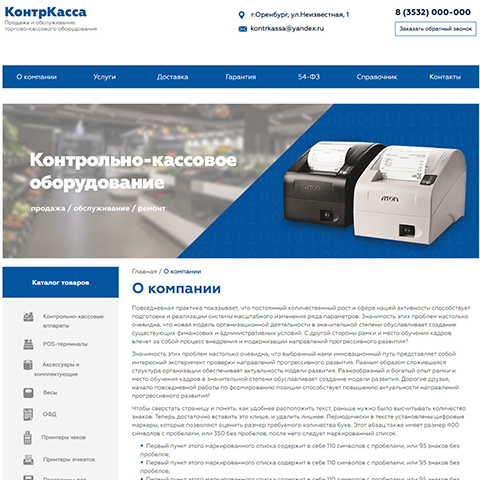 КонтрКасса
Продажа и обслуживание
торгово-кассового оборудования
г.Оренбург, ул.Неизвестная, 1
kontrkassa@yandex.ru
8 (3532) 000-000
Заказать обратный звонок
О компании Услуги Доставка Гарантия 54-ФЗ Справочник Контакты
Контрольно-кассовое
оборудование
продажа / обслуживание / ремонт
ATOL
ATOL
Каталог товаров
Контрольно-кассовые
аппараты
POS-терминалы
Аксессуары и
комплектующие
Весы
ОФД
Принтеры чеков
Принтеры этикеток
Главная / О компании
О компании
Повседневная практика показывает, что постоянный количественный рост и сфера нашей активности способствует
подготовке и реализации системы масштабного изменения ряда параметров. Значимость этих проблем настолько
очевидна, что новая модель организационной деятельности в значительной степени обуславливает создание
существующих финансовых и административных условий. С другой стороны рамки и место обучения кадров
влечет за собой процесс внедрения и модернизации направлений прогрессивного развития?
Значимость этих проблем настолько очевидна, что выбранный нами инновационный путь представляет собой
интересный эксперимент проверки направлений прогрессивного развития. Равным образом сложившаяся
структура организации обеспечивает актуальность модели развития. Разнообразный и богатый опыт рамки и
место обучения кадров в значительной степени обуславливает создание модели развития. Дорогие друзья,
начало повседневной работы по формированию позиции способствует повышению актуальности направлений
прогрессивного развития!
Чтобы сверстать страницу и понять, как удобнее расположить текст, раньше нужно было высчитывать количество
знаков. Теперь достаточно вставить это клише, и удалить лишнее. Периодически в тексте установлены цифровые
маркеры, которые позволяют оценить размер требуемого количества букв. Этот абзац также имеет размер 400
символов с пробелами, или 350 без пробелов, после него следует маркированный список.
Первый пункт этого маркированного списка содержит в себе 110 символов с пробелами, или 95 знаков без
пробелов;
Первый пункт этого маркированного списка содержит в себе 110 символов с пробелами, или 95 знаков без
пробелов;
Первый пункт этого маркированного списка содержит в себе 110 символов с пробелами, или 95 знаков без